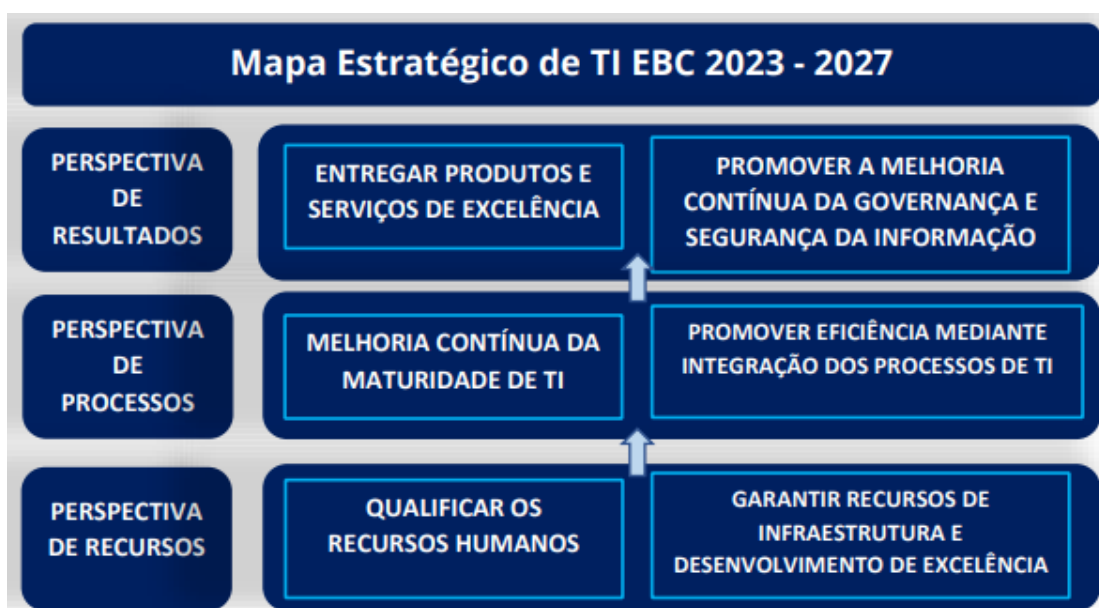 Mapa Estratégico de TI EBC 2023 - 2027
PERSPECTIVA
DE
RESULTADOS
ENTREGAR PRODUTOS E
SERVIÇOS DE EXCELÊNCIA
PROMOVER A MELHORIA
CONTÍNUA DA GOVERNANÇA E
SEGURANÇA DA INFORMAÇÃO
PERSPECTIVA
DE
PROCESSOS
MELHORIA CONTÍNUA DA
MATURIDADE DE TI
PROMOVER EFICIÊNCIA MEDIANTE
INTEGRAÇÃO DOS PROCESSOS DE TI
PERSPECTIVA
DE RECURSOS
QUALIFICAR OS
RECURSOS HUMANOS
GARANTIR RECURSOS DE
INFRAESTRUTURA E
DESENVOLVIMENTO DE EXCELÊNCIA